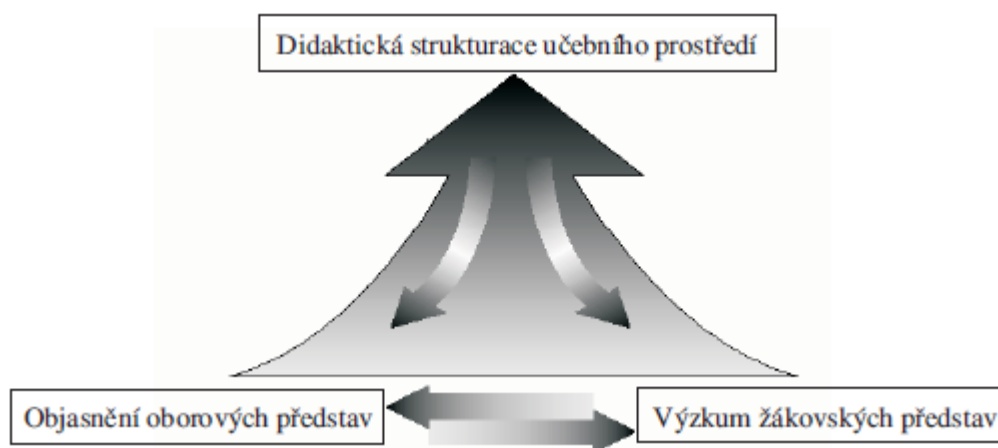 Didaktická strukturace učebního prostředí
Objasnění oborových představ
Výzkum žákovských představ